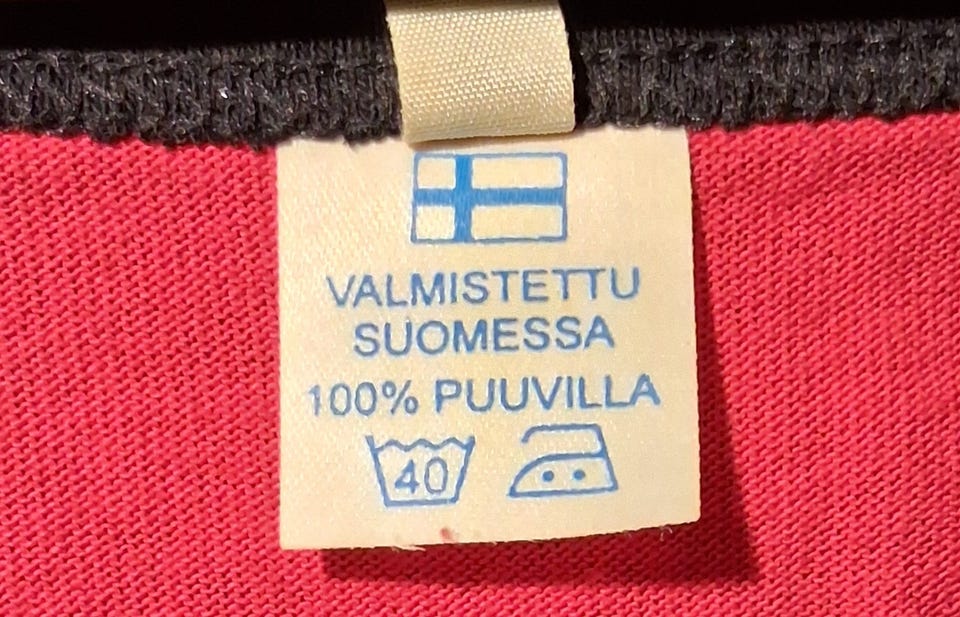 VALMISTETTU
SUOMESSA
100% PUUVILLA
40